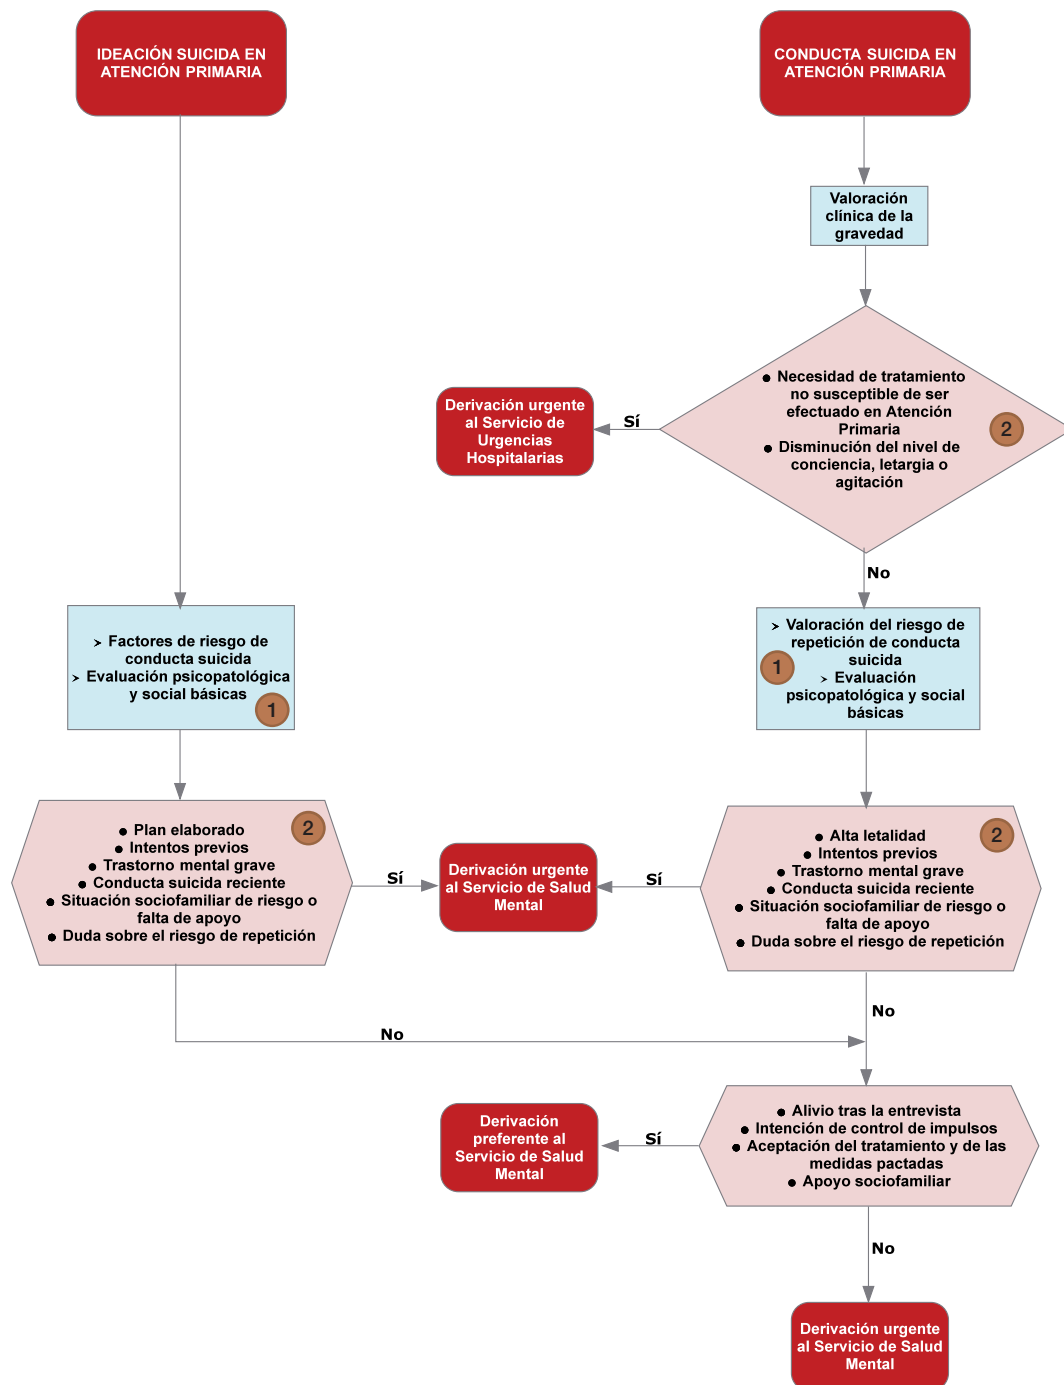 IDEACIÓN SUICIDA EN
ATENCIÓN PRIMARIA
CONDUCTA SUICIDA EN
ATENCIÓN PRIMARIA
Valoración
clínica de la
gravedad
● Necesidad de tratamiento
no susceptible de ser
efectuado en Atención
Primaria
● Disminución del nivel de
conciencia, letargia o
agitación
2
Sí
Derivación urgente
al Servicio de
Urgencias
Hospitalarias
No
➤ Factores de riesgo de
conducta suicida
➤ Evaluación psicopatológica
y social básicas
1
➤ Valoración del riesgo de
repetición de conducta
suicida
➤ Evaluación
psicopatológica y social
básicas
1
● Plan elaborado
● Intentos previos
● Trastorno mental grave
● Conducta suicida reciente
● Situación sociofamiliar de riesgo o
falta de apoyo
● Duda sobre el riesgo de repetición
2
Sí
Derivación urgente
al Servicio de Salud
Mental
Sí
● Alta letalidad
● Intentos previos
● Trastorno mental grave
● Conducta suicida reciente
● Situación sociofamiliar de riesgo o
falta de apoyo
● Duda sobre el riesgo de repetición
2
No
No
● Alivio tras la entrevista
● Intención de control de impulsos
● Aceptación del tratamiento y de las
medidas pactadas
● Apoyo sociofamiliar
Sí
Derivación
preferente al
Servicio de Salud
Mental
No
Derivación urgente
al Servicio de Salud
Mental